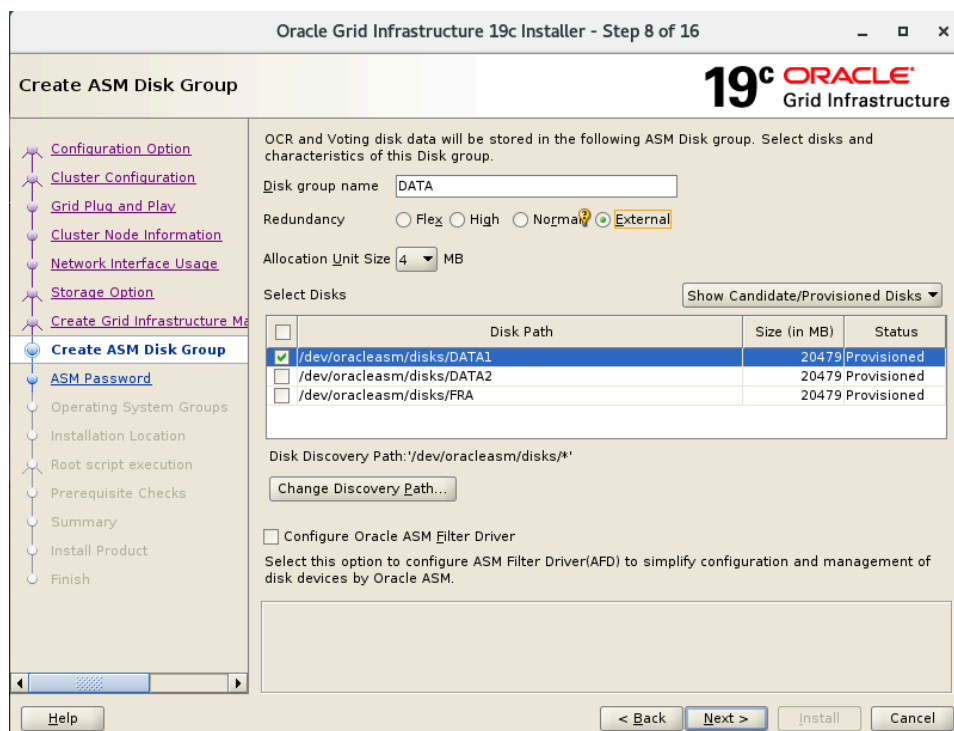 Oracle Grid Infrastructure 19c Installer - Step 8 of 16
Create ASM Disk Group
19c ORACLE
Grid Infrastructure
Configuration Option
Cluster Configuration
Grid Plug and Play
Cluster Node Information
Network Interface Usage
Storage Option
Create Grid Infrastructure Ma
Create ASM Disk Group
ASM Password
Operating System Groups
Installation Location
Root script execution
Prerequisite Checks
Summary
Install Product
Finish
OCR and Voting disk data will be stored in the following ASM Disk group. Select disks and
characteristics of this Disk group.
Disk group name DATA
Redundancy Flex High Normal External
Allocation Unit Size 4 MB
Select Disks Show Candidate/Provisioned Disks
Disk Path Size (in MB) Status
/dev/oracleasm/disks/DATA1 20479 Provisioned
/dev/oracleasm/disks/DATA2 20479 Provisioned
/dev/oracleasm/disks/FRA 20479 Provisioned
Disk Discovery Path:'/dev/oracleasm/disks/*'
Change Discovery Path...
Configure Oracle ASM Filter Driver
Select this option to configure ASM Filter Driver(AFD) to simplify configuration and management of
disk devices by Oracle ASM.
Help < Back Next > Install Cancel